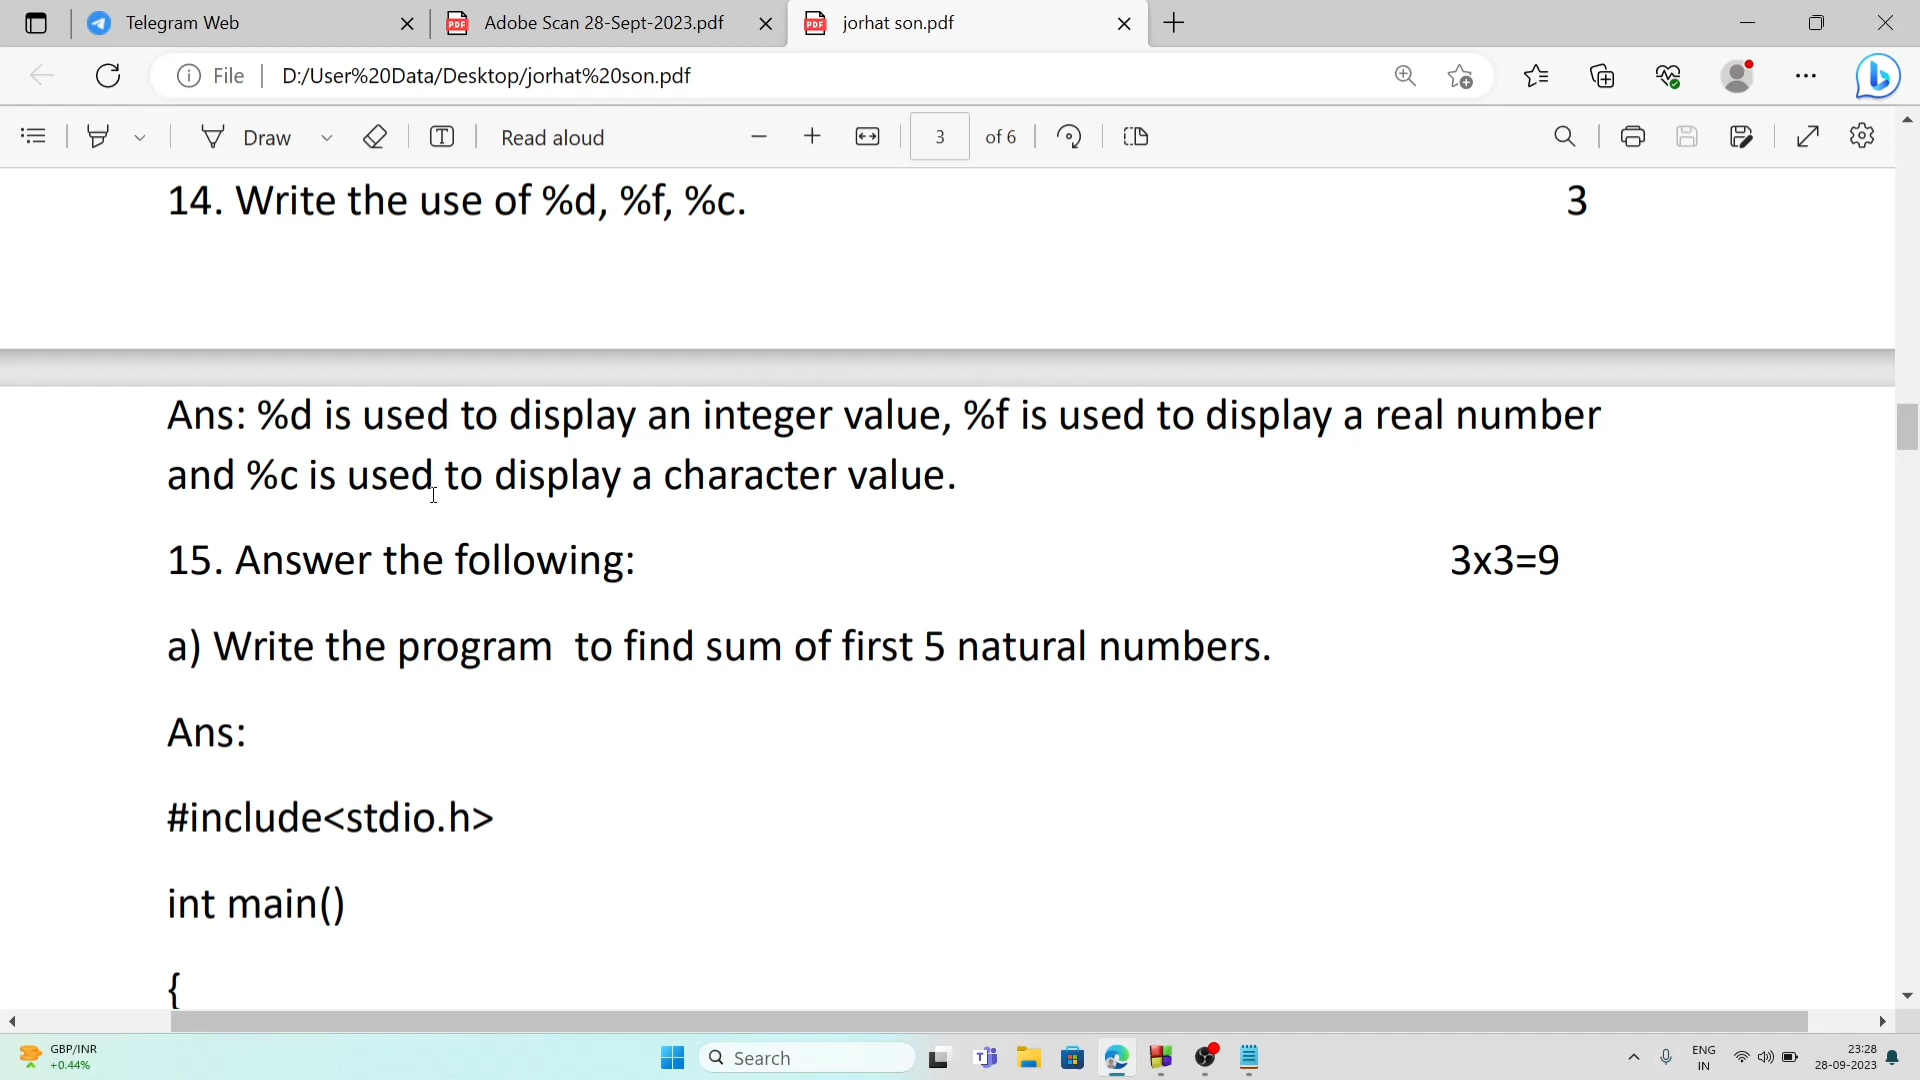 Telegram Web
Adobe Scan 28-Sept-2023.pdf
jorhat son.pdf
File
D:/User%20Data/Desktop/jorhat%20son.pdf
Draw
Read aloud
3
of 6
14. Write the use of %d, %f, %c. 3
Ans: %d is used to display an integer value, %f is used to display a real number
and %c is used to display a character value.
15. Answer the following: 3x3=9
a) Write the program  to find sum of first 5 natural numbers.
Ans:
#include<stdio.h>
int main()
{
GBP/INR
+0.44%
Search
ENG
IN
23:28
28-09-2023